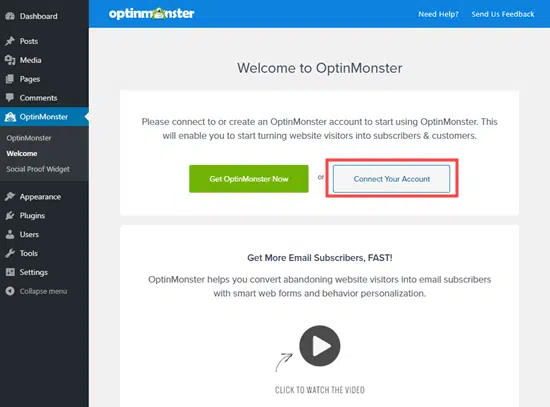 Dashboard
Posts
Media
Pages
Comments
OptinMonster
OptinMonster
Welcome
Social Proof Widget
Appearance
Plugins
Users
Tools
Settings
Collapse menu
optinmonster
Need Help? Send Us Feedback
Welcome to OptinMonster
Please connect to or create an OptinMonster account to start using OptinMonster. This
will enable you to start turning website visitors into subscribers & customers.
Get OptinMonster Now or Connect Your Account
Get More Email Subscribers, FAST!
OptinMonster helps you convert abandoning website visitors into email subscribers
with smart web forms and behavior personalization.
CLICK TO WATCH THE VIDEO